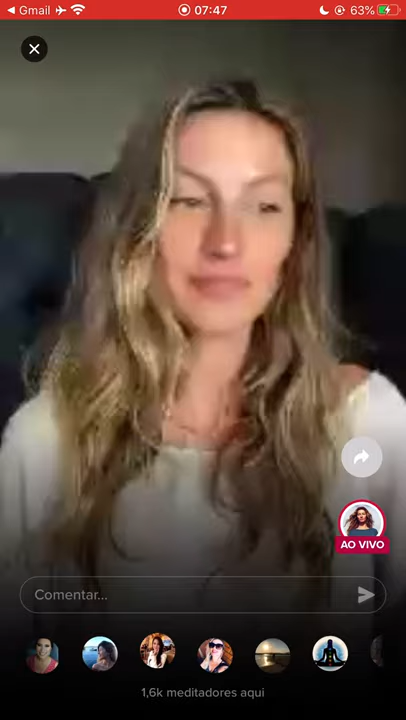 Gmail
07:47
63%
AO VIVO
Comentar...
1,6k meditadores aqui